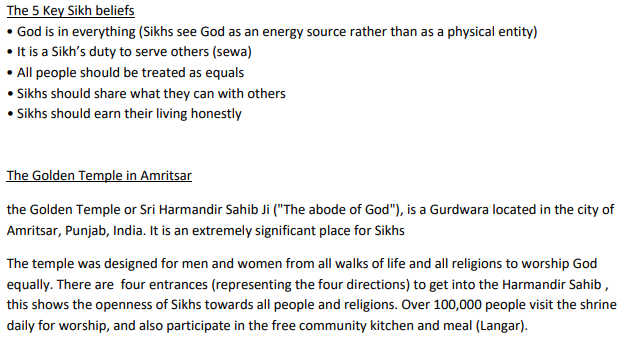 The 5 Key Sikh beliefs
• God is in everything (Sikhs see God as an energy source rather than as a physical entity)
• It is a Sikh’s duty to serve others (sewa)
• All people should be treated as equals
• Sikhs should share what they can with others
• Sikhs should earn their living honestly
The Golden Temple in Amritsar
the Golden Temple or Sri Harmandir Sahib Ji ("The abode of God"), is a Gurdwara located in the city of
Amritsar, Punjab, India. It is an extremely significant place for Sikhs
The temple was designed for men and women from all walks of life and all religions to worship God
equally. There are  four entrances (representing the four directions) to get into the Harmandir Sahib ,
this shows the openness of Sikhs towards all people and religions. Over 100,000 people visit the shrine
daily for worship, and also participate in the free community kitchen and meal (Langar).